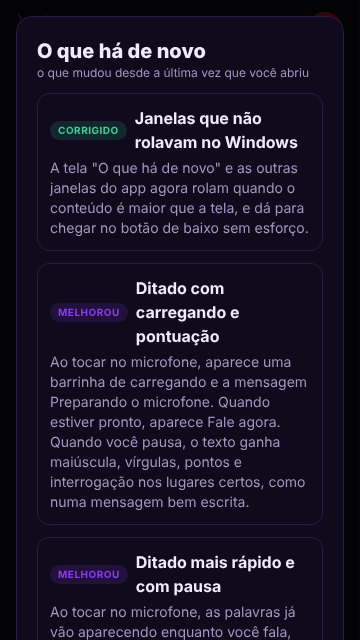 O que há de novo
o que mudou desde a última vez que você abriu
CORRIGIDO
Janelas que não
rolavam no Windows
A tela "O que há de novo" e as outras
janelas do app agora rolam quando o
conteúdo é maior que a tela, e dá para
chegar no botão de baixo sem esforço.
MELHOROU
Ditado com
carregando e
pontuação
Ao tocar no microfone, aparece uma
barrinha de carregando e a mensagem
Preparando o microfone. Quando
estiver pronto, aparece Fale agora.
Quando você pausa, o texto ganha
maiúscula, vírgulas, pontos e
interrogação nos lugares certos, como
numa mensagem bem escrita.
MELHOROU
Ditado mais rápido e
com pausa
Ao tocar no microfone, as palavras já
vão aparecendo enquanto você fala,